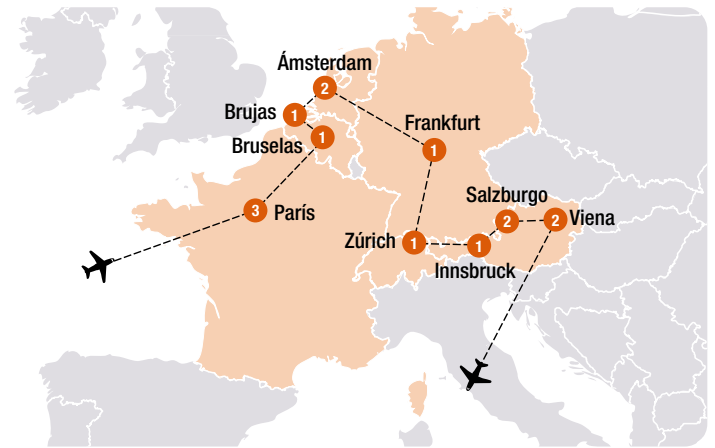 Ámsterdam
2
Brujas
1
Frankfurt
Bruselas
1
1
Salzburgo
3
París
2
2
Viena
Zúrich
1
1
Innsbruck